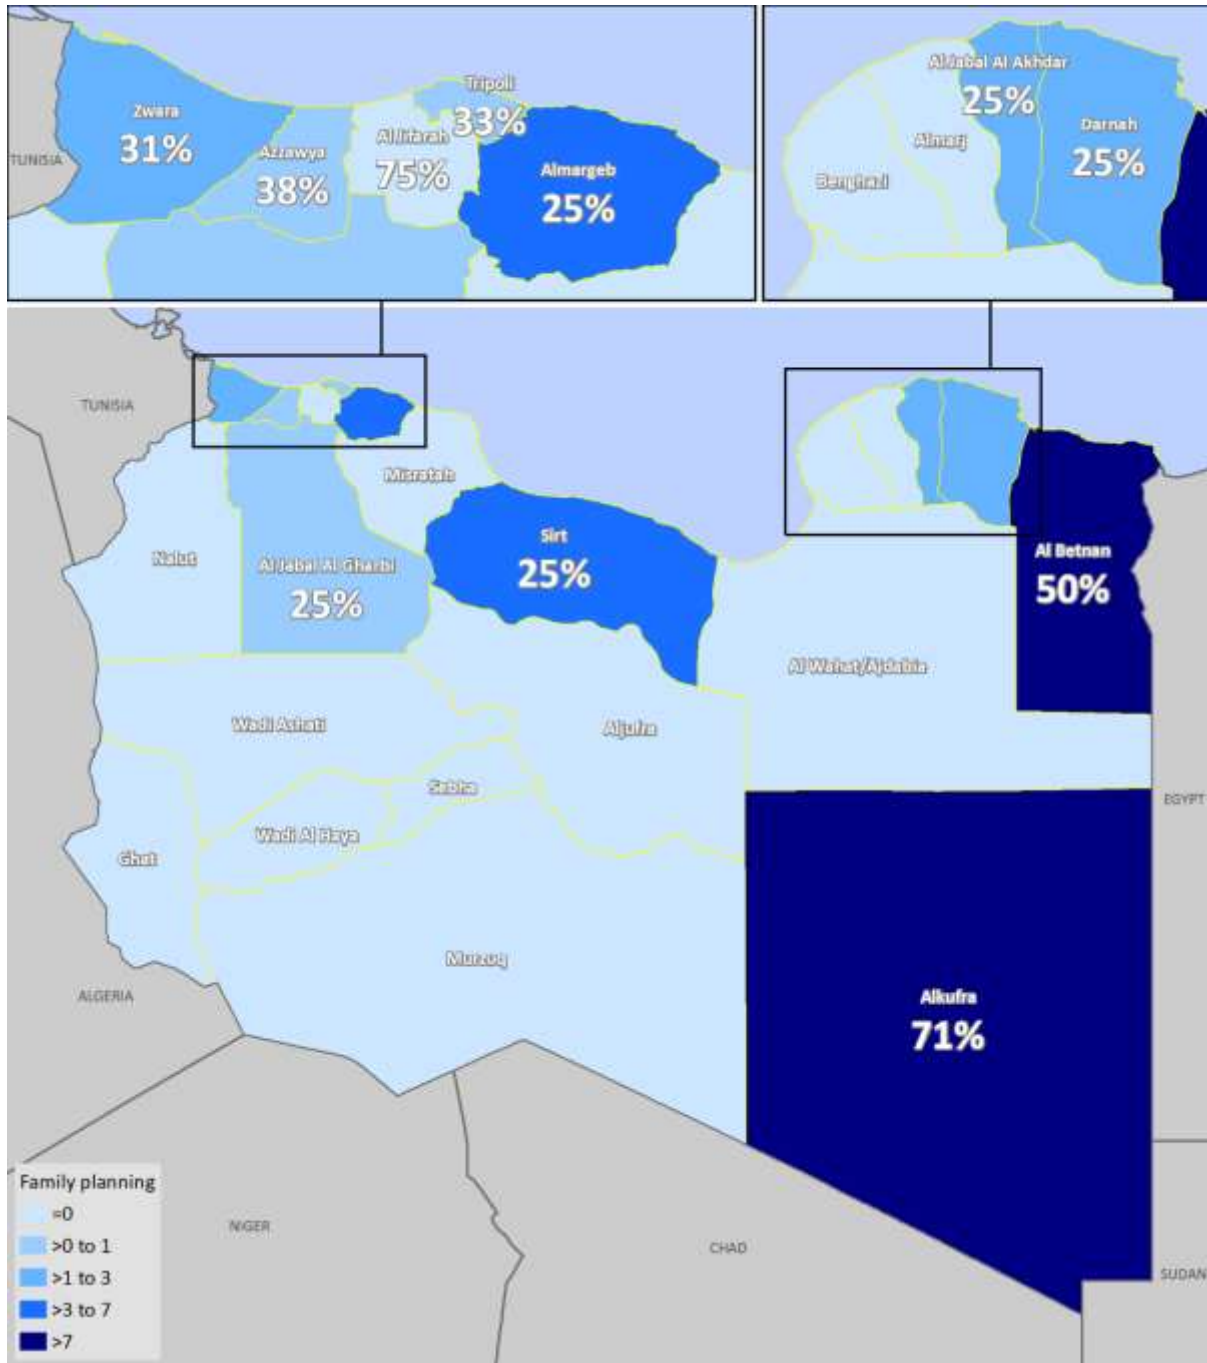 Zwara
31%
TUNISIA
Azzawya
38%
Al Jifarah
75%
Tripoli
33%
Almargeb
25%
Al Jabal Al Akhdar
25%
Almarj
Benghazi
Darnah
25%
TUNISIA
Misratah
Nalut
Al Jabal Al Gharbi
25%
Sirt
25%
Al Betnan
50%
Al Wahat/Ajdabia
Wadi Ashati
Aljufra
Sebha
EGYPT
Wadi Al Haya
Ghat
Murzuq
ALGERIA
Alkufra
71%
NIGER
CHAD
SUDAN
Family planning
=0
>0 to 1
>1 to 3
>3 to 7
>7